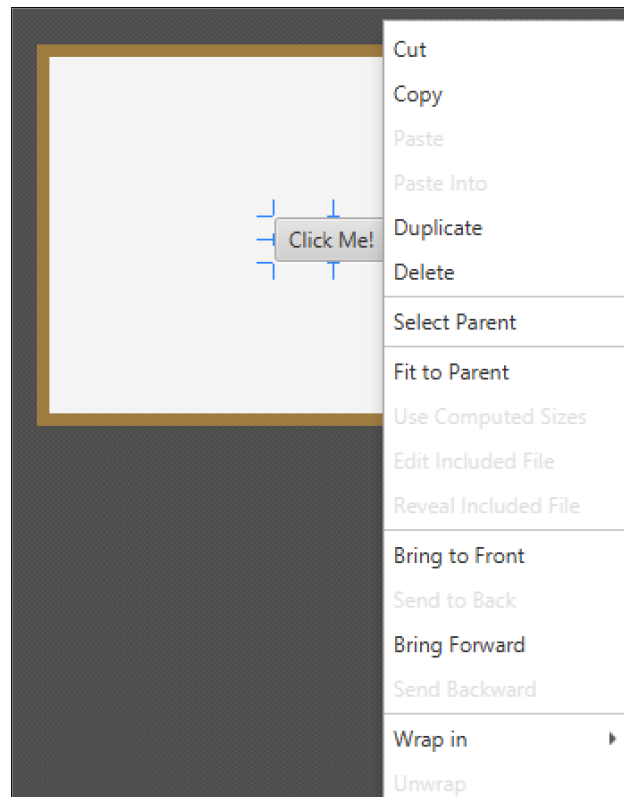 Click Me!
Cut
Copy
Paste
Paste Into
Duplicate
Delete
Select Parent
Fit to Parent
Use Computed Sizes
Edit Included File
Reveal Included File
Bring to Front
Send to Back
Bring Forward
Send Backward
Wrap in
Unwrap